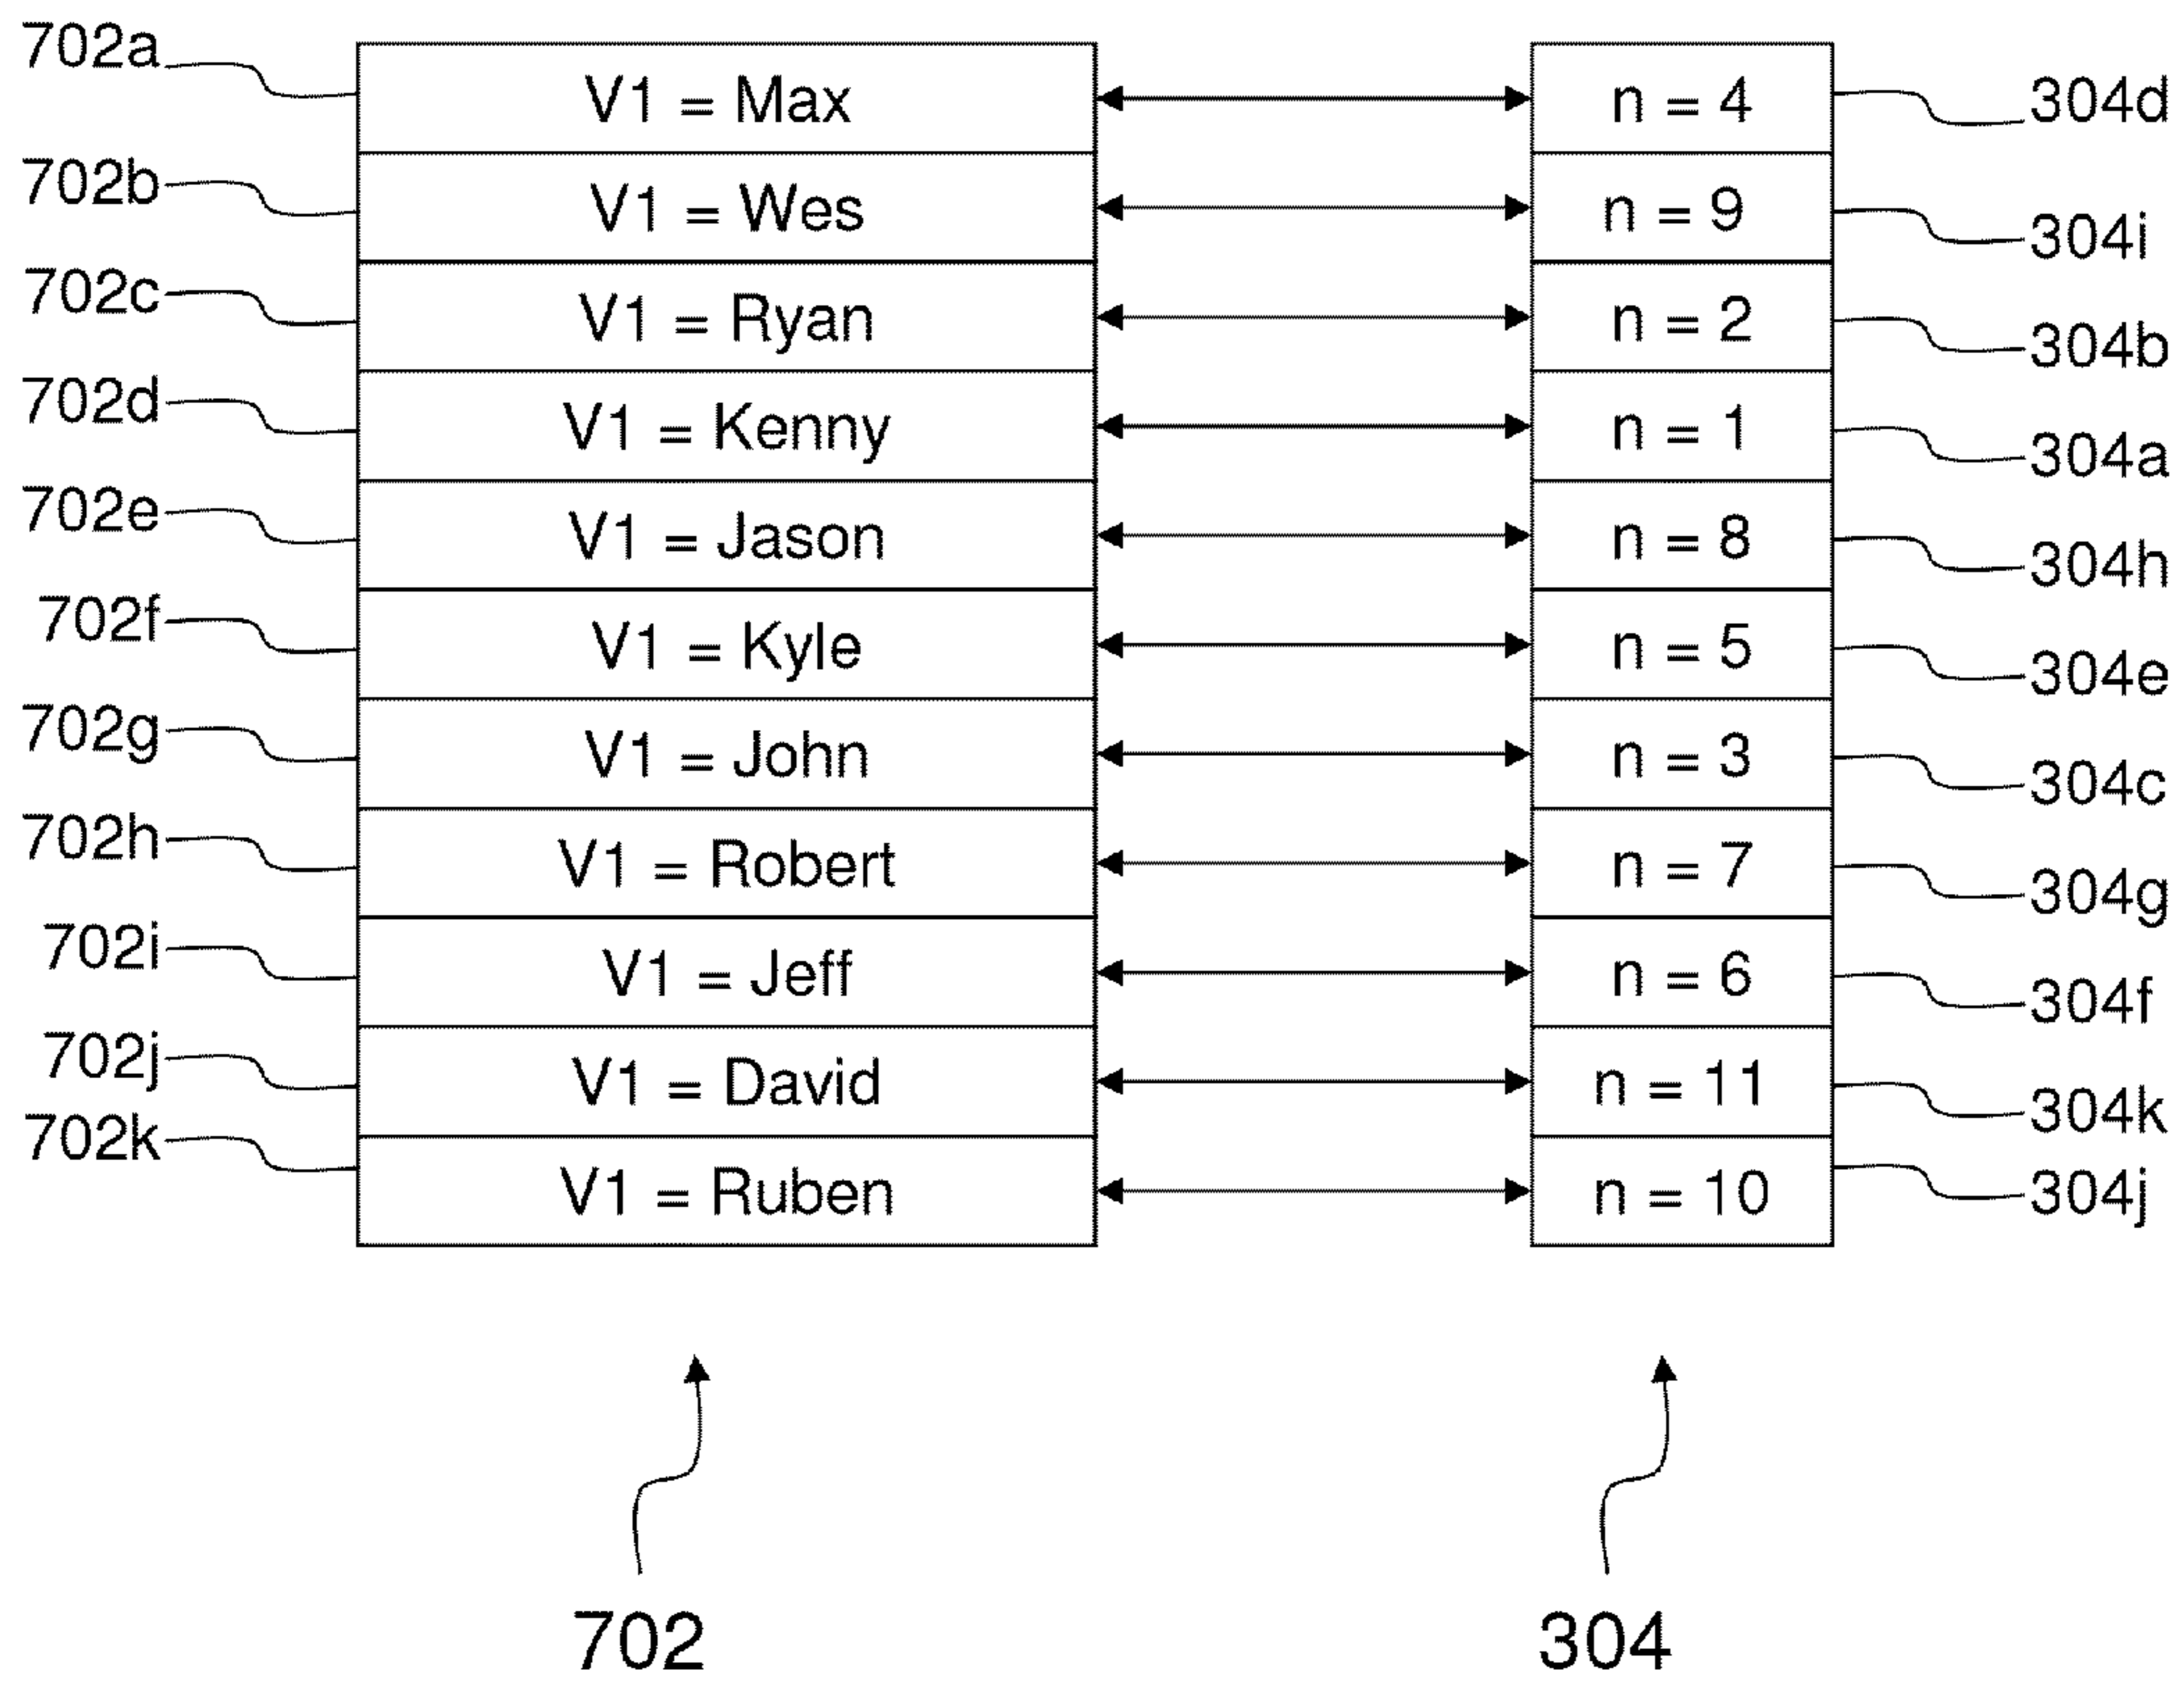 702a V1 = Max n = 4 304d
702b V1 = Wes n = 9 304i
702c V1 = Ryan n = 2 304b
702d V1 = Kenny n = 1 304a
702e V1 = Jason n = 8 304h
702f V1 = Kyle n = 5 304e
702g V1 = John n = 3 304c
702h V1 = Robert n = 7 304g
702i V1 = Jeff n = 6 304f
702j V1 = David n = 11 304k
702k V1 = Ruben n = 10 304j
702 304